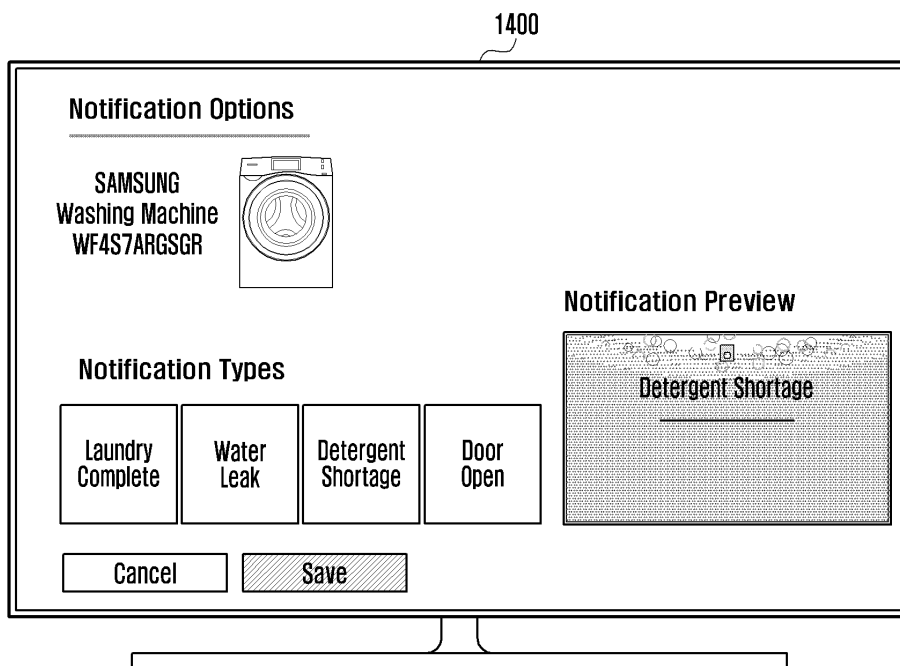 1400
Notification Options
SAMSUNG
Washing Machine
WF4S7ARGSGR
Notification Preview
Detergent Shortage
Notification Types
Laundry
Complete
Water
Leak
Detergent
Shortage
Door
Open
Cancel
Save